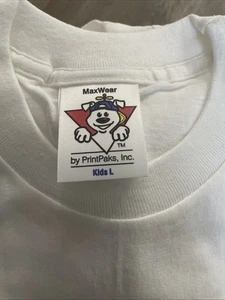 MaxWear
TM
by PrintPaks, Inc.
Kids L